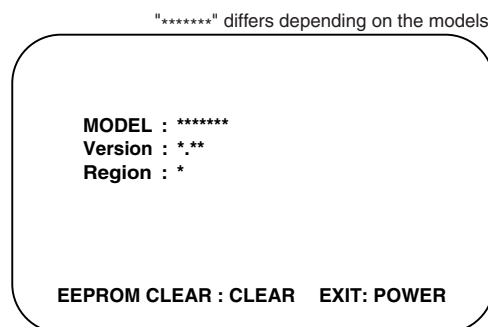 "*******" differs depending on the models
MODEL : *******
Version : *.**
Region : *
EEPROM CLEAR : CLEAR EXIT: POWER